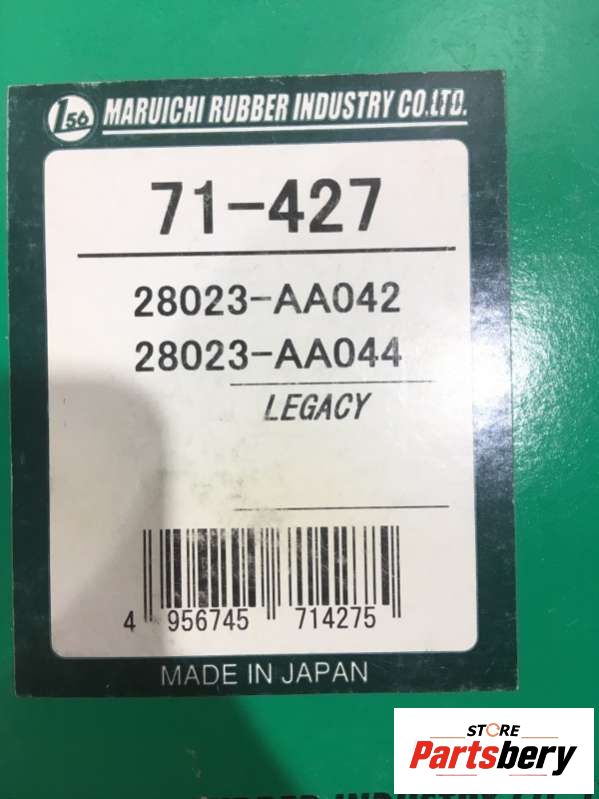 156 MARUICHI RUBBER INDUSTRY CO.LTD.
71-427
28023-AA042
28023-AA044
LEGACY
4 956745 714275
MADE IN JAPAN
STORE
Partsbery